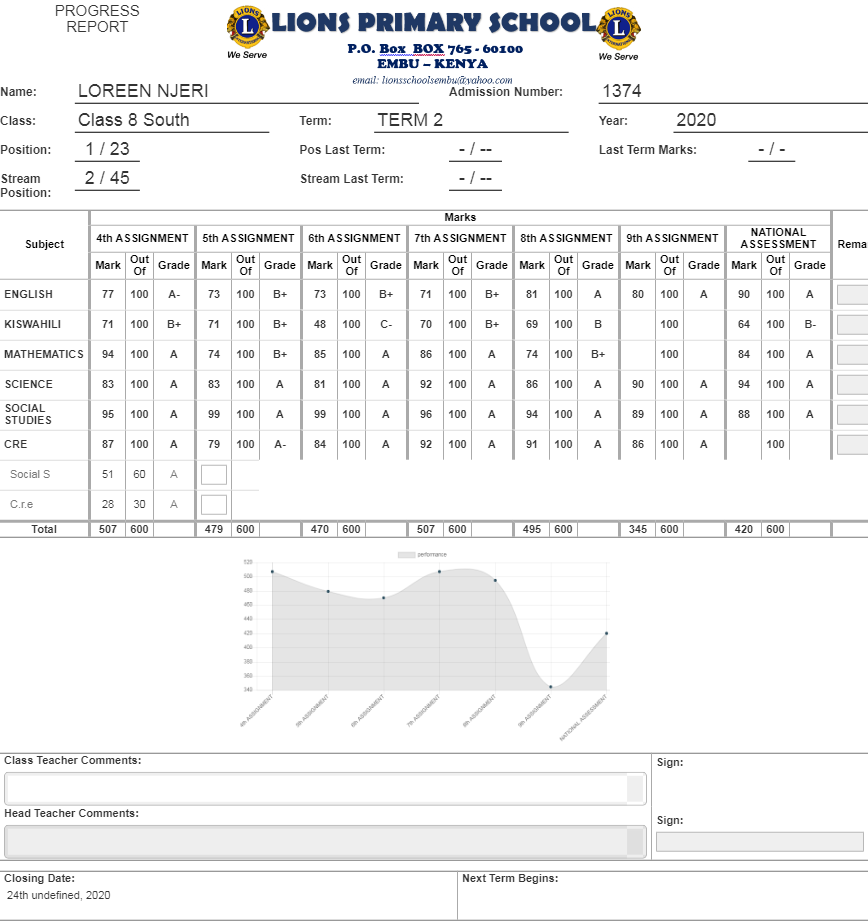 PROGRESS
REPORT
LIONS PRIMARY SCHOOL
We Serve
We Serve
P.O. Box BOX 765 - 60100
EMBU – KENYA
email: lionsschoolsembu@yahoo.com
Name: LOREEN NJERI Admission Number: 1374
Class: Class 8 South Term: TERM 2 Year: 2020
Position: 1 / 23 Pos Last Term: - / -- Last Term Marks: - / -
Stream Position: 2 / 45 Stream Last Term: - / --
Marks
Subject 4th ASSIGNMENT 5th ASSIGNMENT 6th ASSIGNMENT 7th ASSIGNMENT 8th ASSIGNMENT 9th ASSIGNMENT NATIONAL ASSESSMENT Rema
Mark Out Of Grade Mark Out Of Grade Mark Out Of Grade Mark Out Of Grade Mark Out Of Grade Mark Out Of Grade Mark Out Of Grade
ENGLISH 77 100 A- 73 100 B+ 73 100 B+ 71 100 B+ 81 100 A 80 100 A 90 100 A
KISWAHILI 71 100 B+ 71 100 B+ 48 100 C- 70 100 B+ 69 100 B 100 64 100 B-
MATHEMATICS 94 100 A 74 100 B+ 85 100 A 86 100 A 74 100 B+ 100 84 100 A
SCIENCE 83 100 A 83 100 A 81 100 A 92 100 A 86 100 A 90 100 A 94 100 A
SOCIAL STUDIES 95 100 A 99 100 A 99 100 A 96 100 A 94 100 A 89 100 A 88 100 A
CRE 87 100 A 79 100 A- 84 100 A 92 100 A 91 100 A 86 100 A 100
Social S 51 60 A
C.r.e 28 30 A
Total 507 600 479 600 470 600 507 600 495 600 345 600 420 600
performance
520
500
480
460
440
420
400
380
360
340
4th ASSIGNMENT 5th ASSIGNMENT 6th ASSIGNMENT 7th ASSIGNMENT 8th ASSIGNMENT 9th ASSIGNMENT NATIONAL ASSESSMENT
Class Teacher Comments: Sign:
Head Teacher Comments: Sign:
Closing Date: Next Term Begins:
24th undefined, 2020